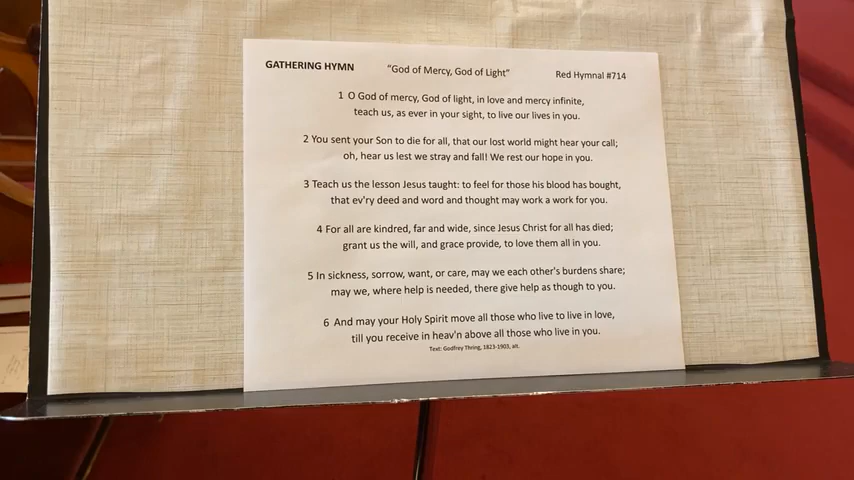 GATHERING HYMN "God of Mercy, God of Light" Red Hymnal #714
1 O God of mercy, God of light, in love and mercy infinite,
teach us, as ever in your sight, to live our lives in you.
2 You sent your Son to die for all, that our lost world might hear your call;
oh, hear us lest we stray and fall! We rest our hope in you.
3 Teach us the lesson Jesus taught: to feel for those his blood has bought,
that ev'ry deed and word and thought may work a work for you.
4 For all are kindred, far and wide, since Jesus Christ for all has died;
grant us the will, and grace provide, to love them all in you.
5 In sickness, sorrow, want, or care, may we each other's burdens share;
may we, where help is needed, there give help as though to you.
6 And may your Holy Spirit move all those who live to live in love,
till you receive in heav'n above all those who live in you.
Text: Godfrey Thring, 1823-1903, alt.